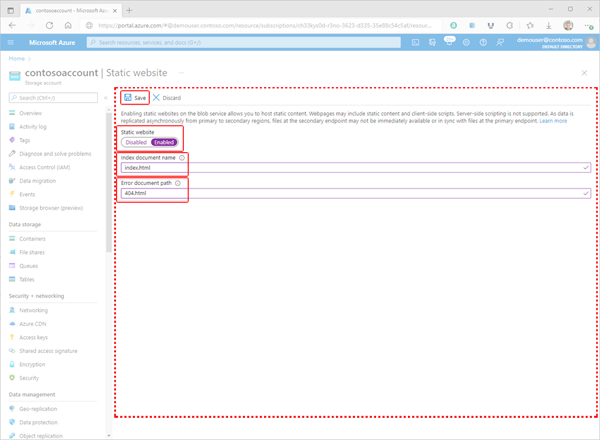 contosoaccount - Microsoft Azure
https://portal.azure.com/#@demouser.contoso.com/resource/subscriptions/
Microsoft Azure
Search resources, services, and docs (G+/)
demouser@contoso.com
DEFAULT DIRECTORY
Home
contosoaccount | Static website
Storage account
Search (Ctrl+/)
Overview
Activity log
Tags
Diagnose and solve problems
Access Control (IAM)
Data migration
Events
Storage browser (preview)
Data storage
Containers
File shares
Queues
Tables
Security + networking
Networking
Azure CDN
Access keys
Shared access signature
Encryption
Security
Data management
Geo-replication
Data protection
Object replication
Save
Discard
Enabling static websites on the blob service allows you to host static content. Webpages may include static content and client-side scripts. Server-side scripting is not supported. As data is
replicated asynchronously from primary to secondary regions, files at the secondary endpoint may not be immediately available or in sync with files at the primary endpoint. Learn more
Static website
Disabled Enabled
Index document name
index.html
Error document path
404.html